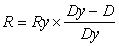 R = Ry × (Dy − D) / Dy